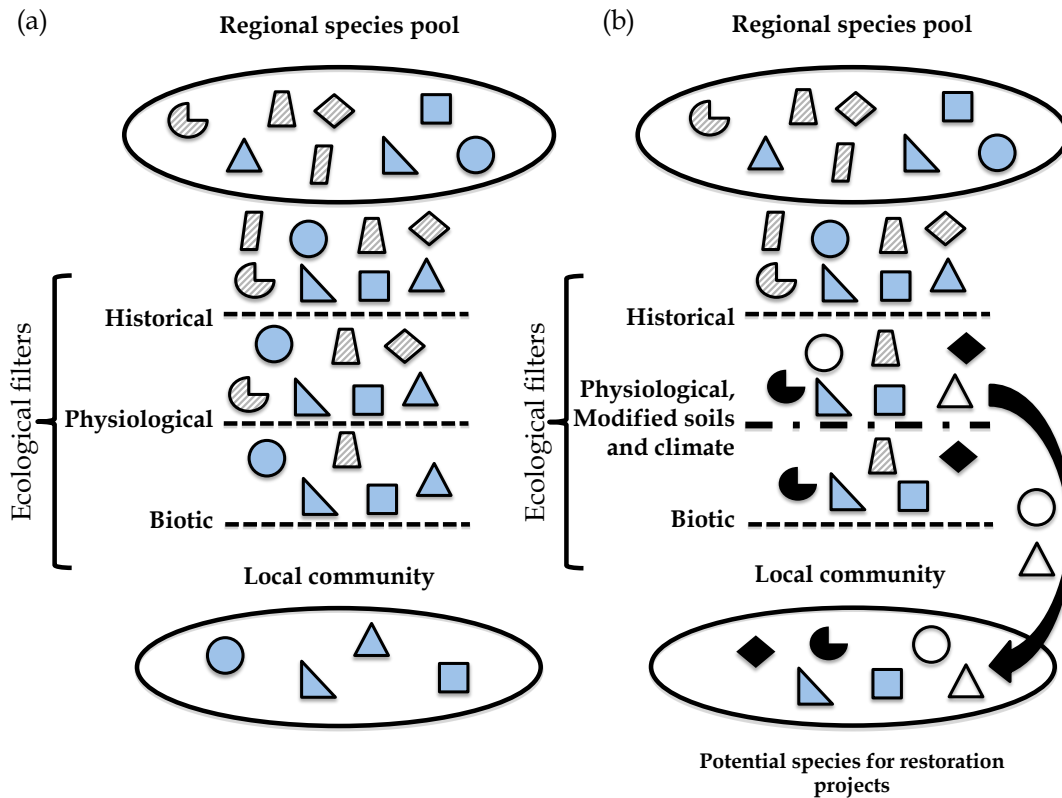 (a)
Regional species pool
Ecological filters
Historical
Physiological
Biotic
Local community
(b)
Regional species pool
Ecological filters
Historical
Physiological,
Modified soils
and climate
Biotic
Local community
Potential species for restoration
projects